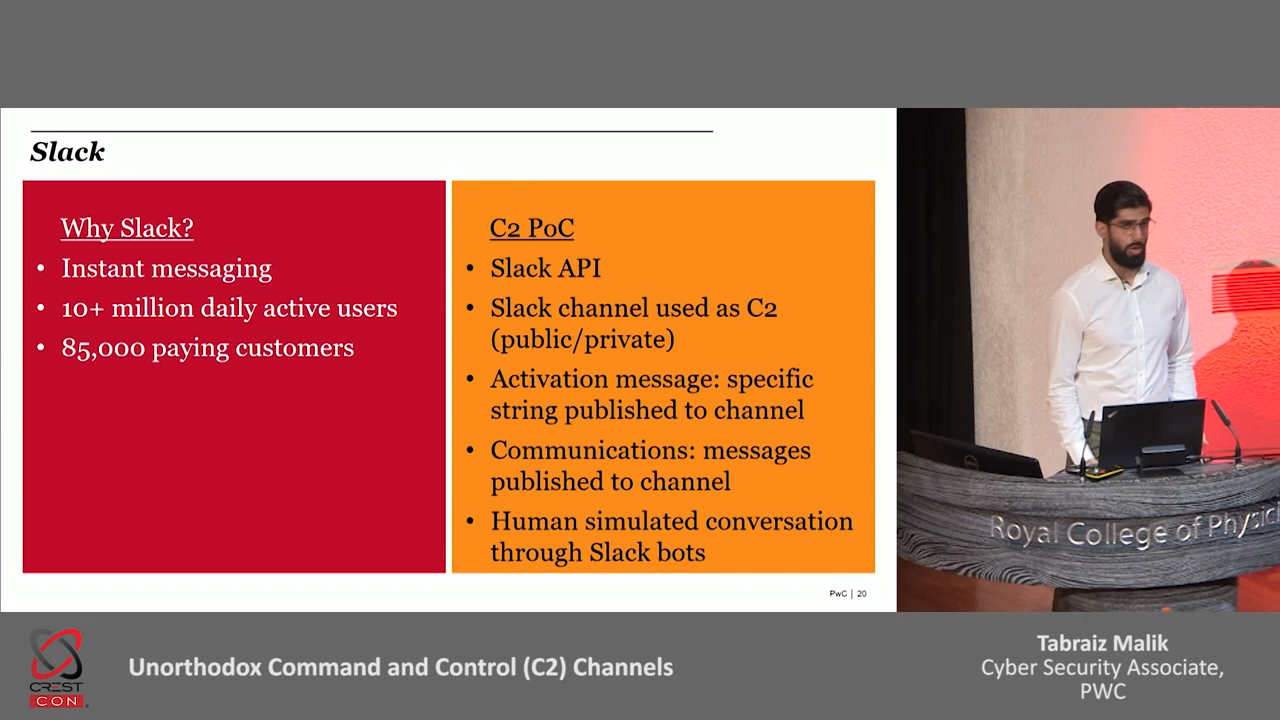 Slack
Why Slack?
• Instant messaging
• 10+ million daily active users
• 85,000 paying customers
C2 PoC
• Slack API
• Slack channel used as C2
(public/private)
• Activation message: specific
string published to channel
• Communications: messages
published to channel
• Human simulated conversation
through Slack bots
PwC | 20
Royal College of Physici
CREST
CON
Unorthodox Command and Control (C2) Channels
Tabraiz Malik
Cyber Security Associate,
PWC